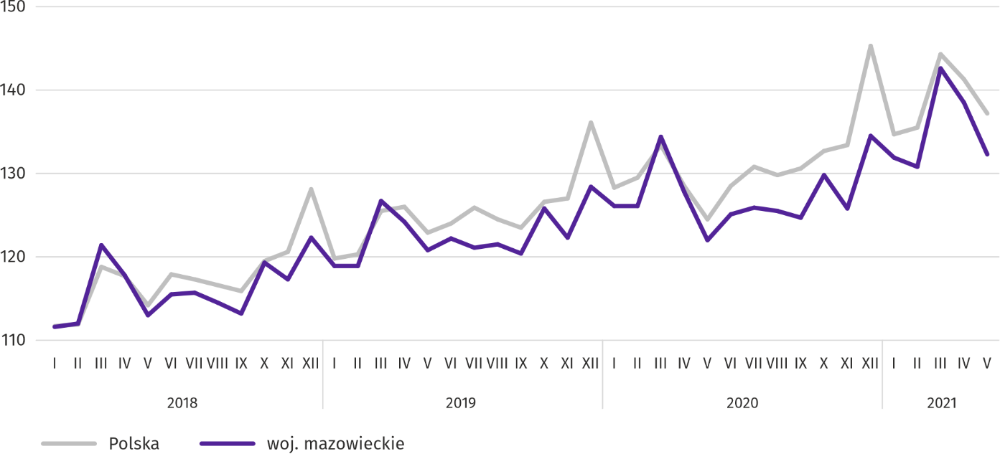 150
140
130
120
110
I II III IV V VI VII VIII IX X XI XII I II III IV V VI VII VIII IX X XI XII I II III IV V VI VII VIII IX X XI XII I II III IV V
2018 2019 2020 2021
Polska woj. mazowieckie